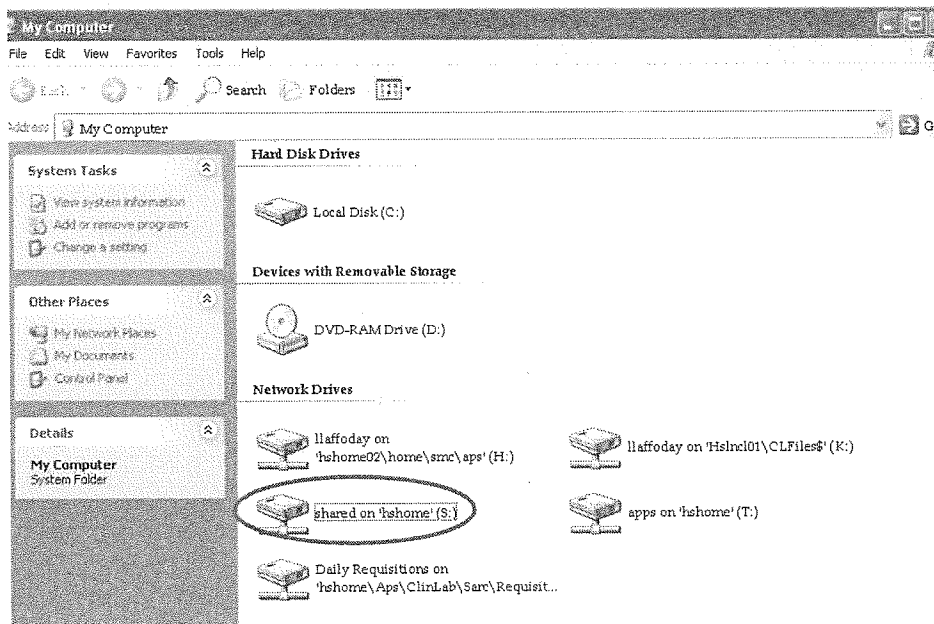 My Computer
File Edit View Favorites Tools Help
Back Search Folders
Address My Computer G
System Tasks
View system information
Add or remove programs
Change a setting
Other Places
My Network Places
My Documents
Control Panel
Details
My Computer
System Folder
Hard Disk Drives
Local Disk (C:)
Devices with Removable Storage
DVD-RAM Drive (D:)
Network Drives
llaffoday on
'hshome02\home\smc\aps' (H:)
llaffoday on 'Hslncl01\CLFiles$' (K:)
shared on 'hshome' (S:)
apps on 'hshome' (T:)
Daily Requisitions on
'hshome\Aps\ClinLab\Sarc\Requisit...